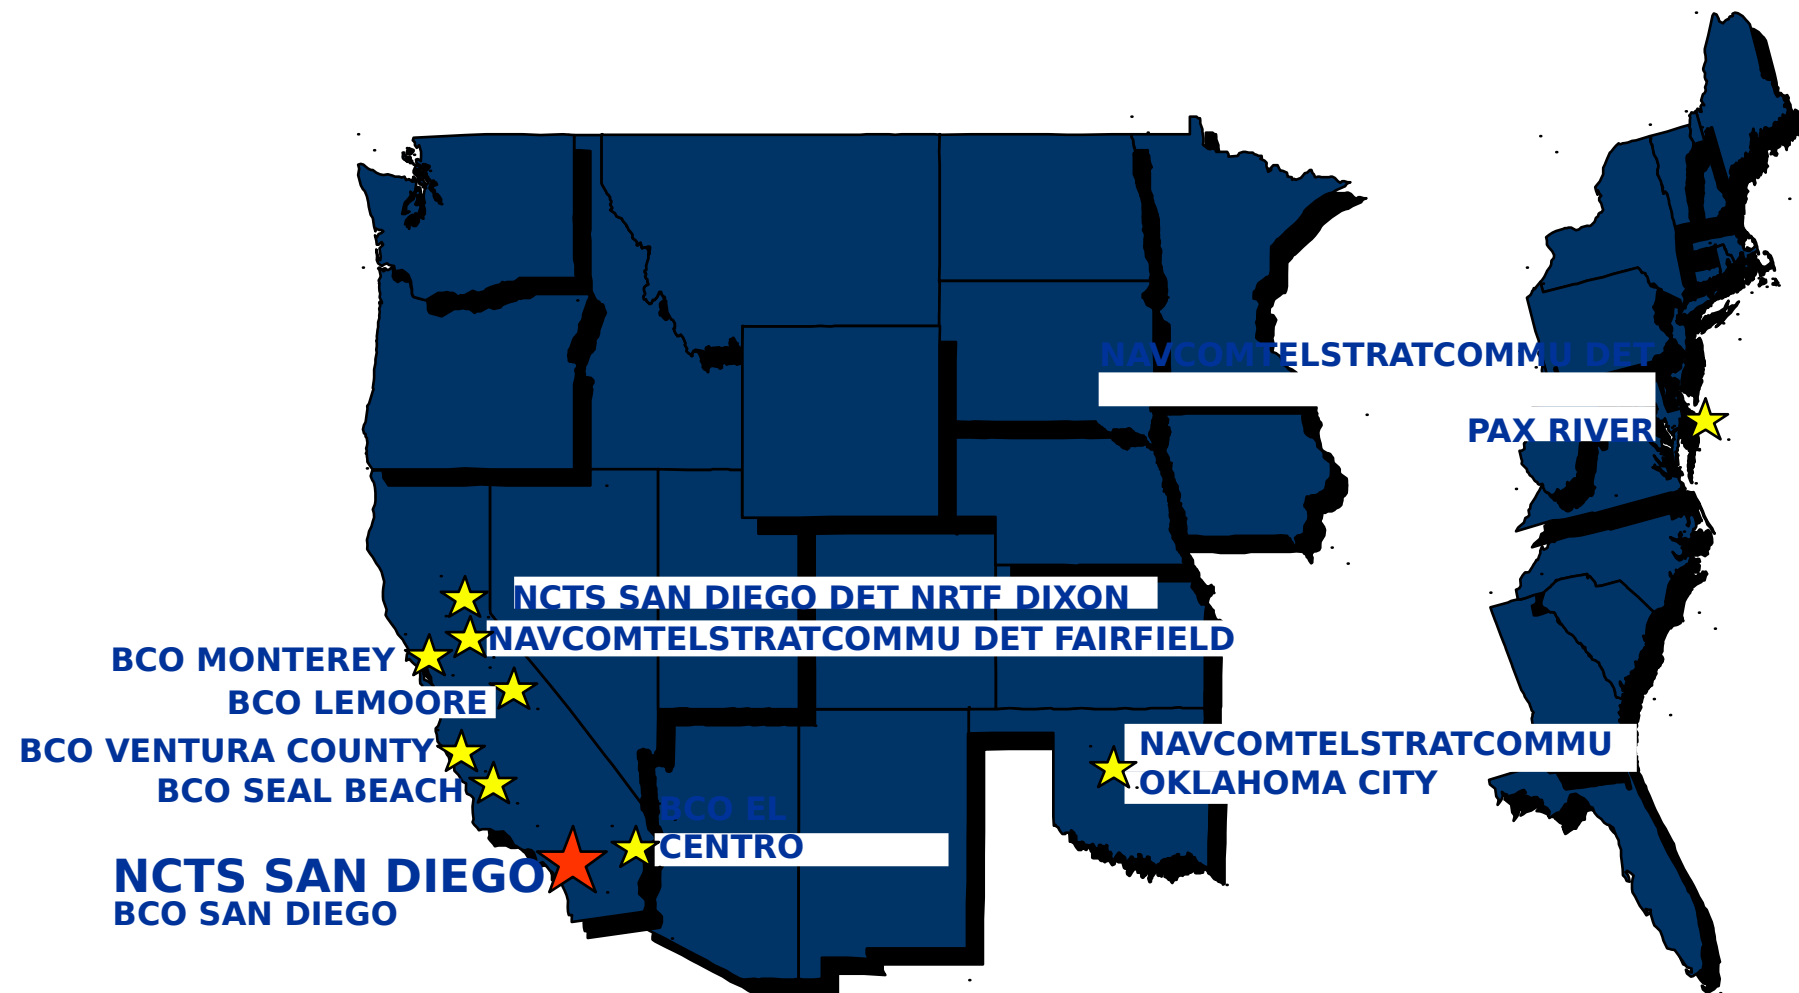 NAVCOMTELSTRATCOMMU DET
PAX RIVER
NCTS SAN DIEGO DET NRTF DIXON
NAVCOMTELSTRATCOMMU DET FAIRFIELD
BCO MONTEREY
BCO LEMOORE
BCO VENTURA COUNTY
BCO SEAL BEACH
NAVCOMTELSTRATCOMMU
OKLAHOMA CITY
BCO EL
CENTRO
NCTS SAN DIEGO
BCO SAN DIEGO